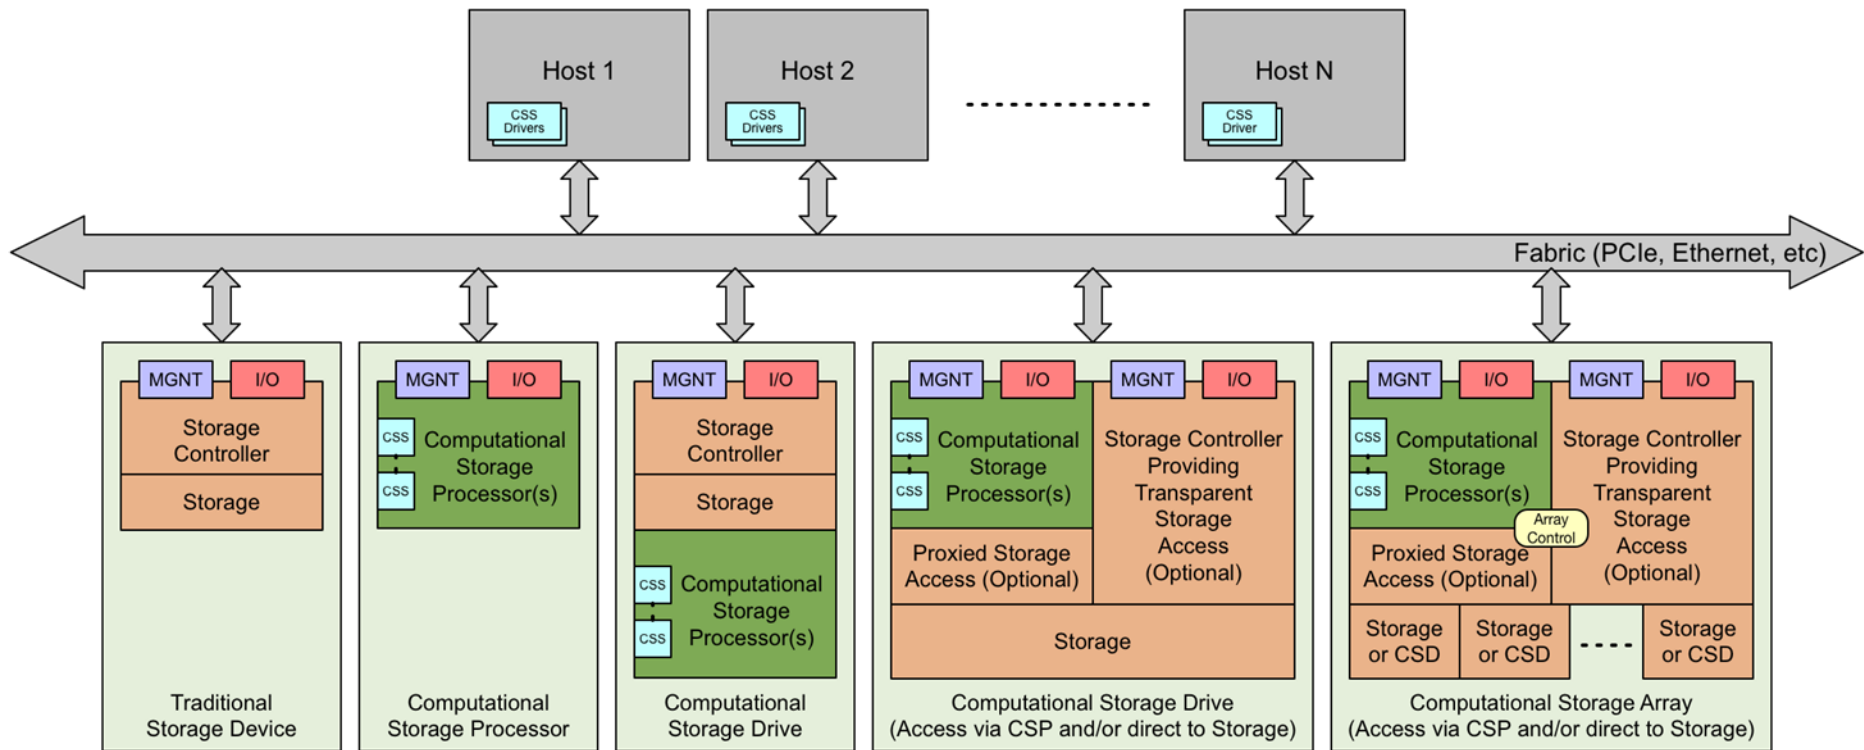 Host 1
CSS
Drivers
Host 2
CSS
Drivers
Host N
CSS
Driver
Fabric (PCIe, Ethernet, etc)
MGNT
I/O
Storage
Controller
Storage
Traditional
Storage Device
MGNT
I/O
CSS
CSS
Computational
Storage
Processor(s)
Computational
Storage Processor
MGNT
I/O
Storage
Controller
Storage
CSS
CSS
Computational
Storage
Processor(s)
Computational
Storage Drive
MGNT
I/O
MGNT
I/O
CSS
CSS
Computational
Storage
Processor(s)
Storage Controller
Providing
Transparent
Storage
Access
(Optional)
Proxied Storage
Access (Optional)
Storage
Computational Storage Drive
(Access via CSP and/or direct to Storage)
MGNT
I/O
MGNT
I/O
CSS
CSS
Computational
Storage
Processor(s)
Storage Controller
Providing
Transparent
Storage
Access
(Optional)
Array
Control
Proxied Storage
Access (Optional)
Storage
or CSD
Storage
or CSD
Storage
or CSD
Computational Storage Array
(Access via CSP and/or direct to Storage)